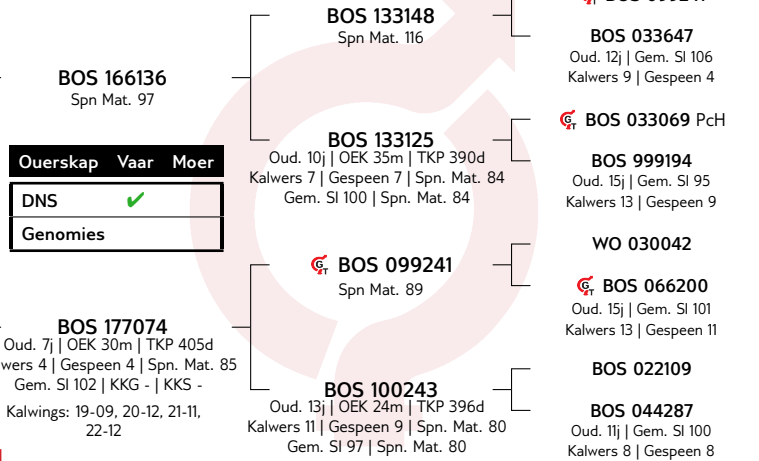 BOS 133148
Spn Mat. 116
BOS 033647
Oud. 12j | Gem. SI 106
Kalwers 9 | Gespeen 4
BOS 166136
Spn Mat. 97
BOS 033069 PcH
BOS 133125
Oud. 10j | OEK 35m | TKP 390d
Kalwers 7 | Gespeen 7 | Spn. Mat. 84
Gem. SI 100 | Spn. Mat. 84
BOS 999194
Oud. 15j | Gem. SI 95
Kalwers 13 | Gespeen 9
Ouerskap Vaar Moer
DNS ✔
Genomies
WO 030042
BOS 099241
Spn Mat. 89
BOS 066200
Oud. 15j | Gem. SI 101
Kalwers 13 | Gespeen 11
BOS 177074
Oud. 7j | OEK 30m | TKP 405d
wers 4 | Gespeen 4 | Spn. Mat. 85
Gem. SI 102 | KKG - | KKS -
Kalwings: 19-09, 20-12, 21-11,
22-12
BOS 022109
BOS 100243
Oud. 13j | OEK 24m | TKP 396d
Kalwers 11 | Gespeen 9 | Spn. Mat. 80
Gem. SI 97 | Spn. Mat. 80
BOS 044287
Oud. 11j | Gem. SI 100
Kalwers 8 | Gespeen 8